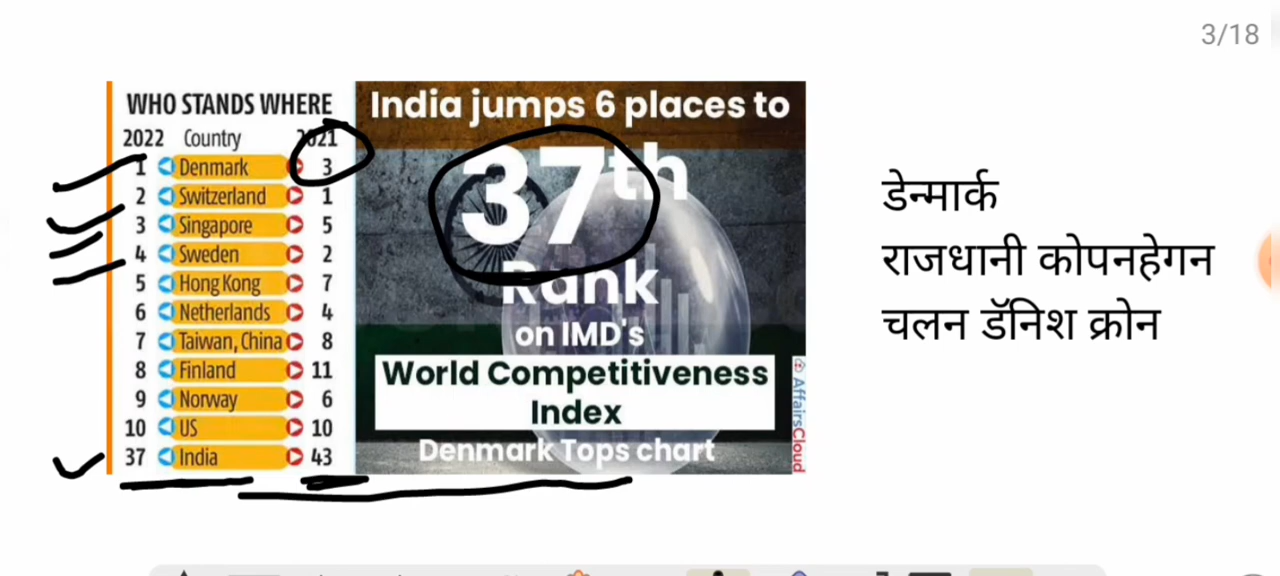 3/18
WHO STANDS WHERE
2022 Country 2021
1 Denmark 3
2 Switzerland 1
3 Singapore 5
4 Sweden 2
5 Hong Kong 7
6 Netherlands 4
7 Taiwan, China 8
8 Finland 11
9 Norway 6
10 US 10
37 India 43
India jumps 6 places to
37th
Rank
on IMD's
World Competitiveness
Index
Denmark Tops chart
AffairsCloud
डेन्मार्क
राजधानी कोपनहेगन
चलन डॅनिश क्रोन